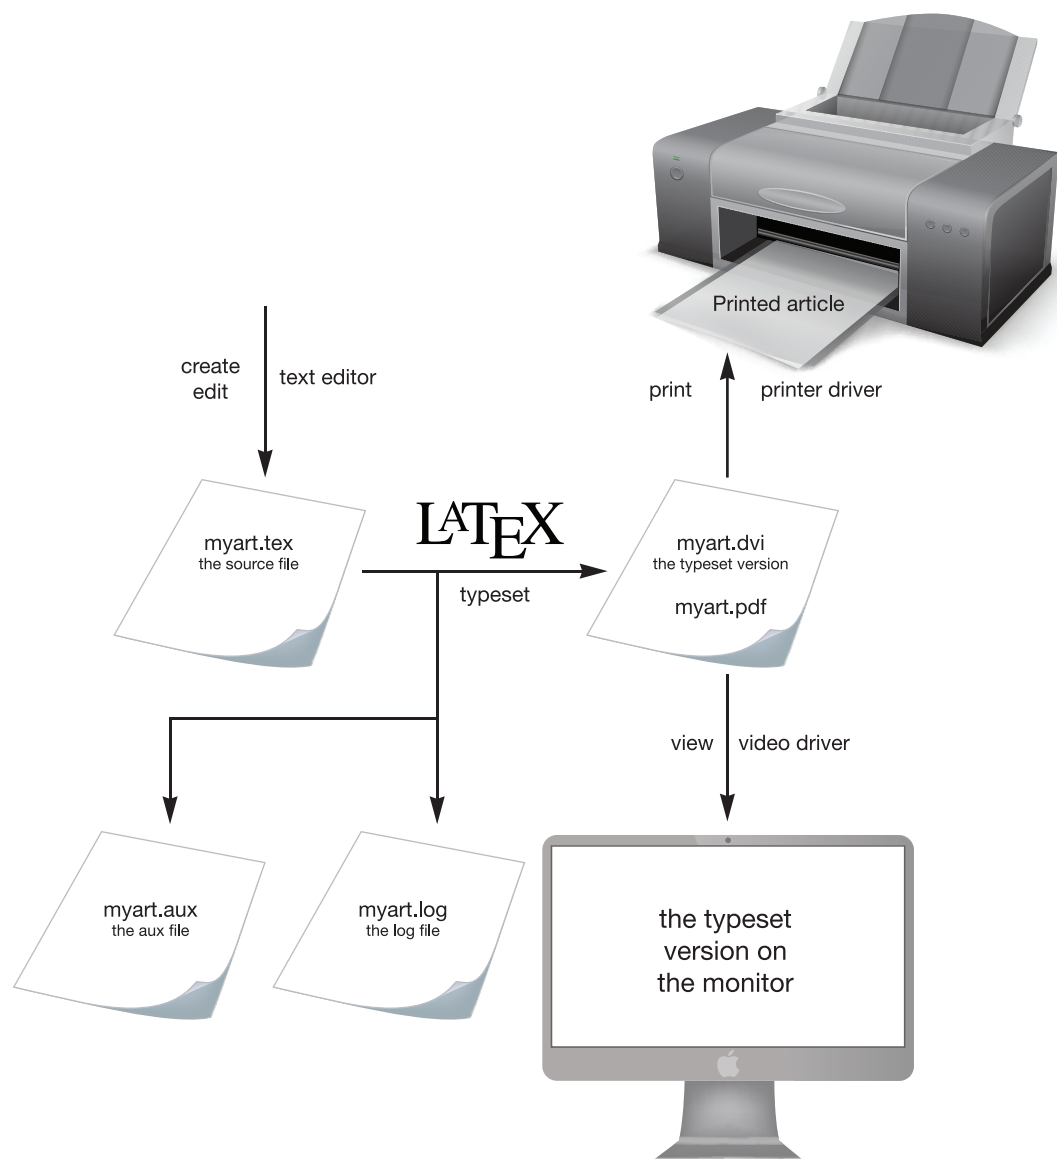 Printed article
create
edit
text editor
print
printer driver
LATEX
myart.tex
the source file
typeset
myart.dvi
the typeset version
myart.pdf
view
video driver
myart.aux
the aux file
myart.log
the log file
the typeset
version on
the monitor